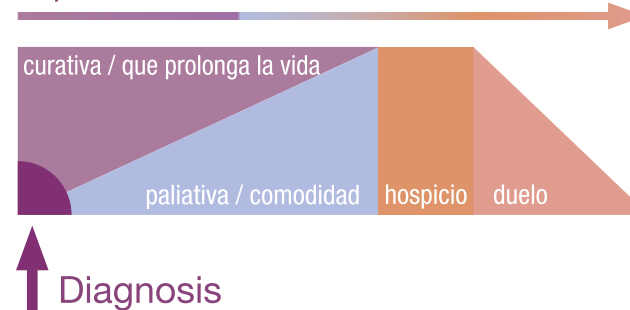 curativa / que prolonga la vida
paliativa / comodidad
hospicio
duelo
Diagnosis